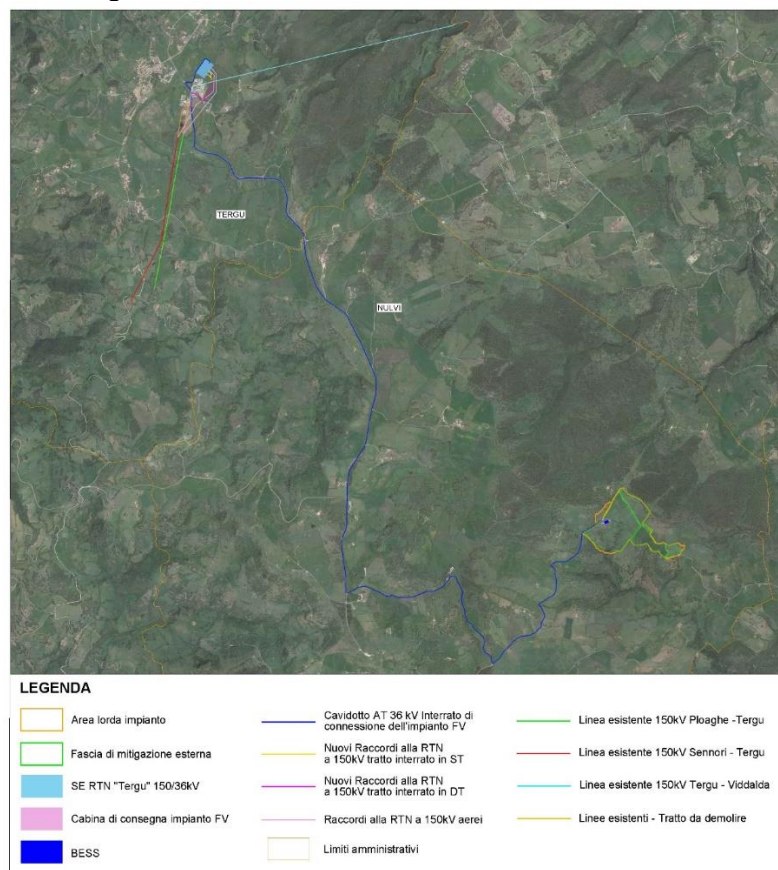 TERGU
NULVI
LEGENDA
Area lorda impianto
Fascia di mitigazione esterna
SE RTN "Tergu" 150/36kV
Cabina di consegna impianto FV
BESS
Cavidotto AT 36 kV Interrato di
connessione dell'impianto FV
Nuovi Raccordi alla RTN
a 150kV tratto interrato in ST
Nuovi Raccordi alla RTN
a 150kV tratto interrato in DT
Raccordi alla RTN a 150kV aerei
Limiti amministrativi
Linea esistente 150kV Ploaghe -Tergu
Linea esistente 150kV Sennori - Tergu
Linea esistente 150kV Tergu - Viddalda
Linee esistenti - Tratto da demolire